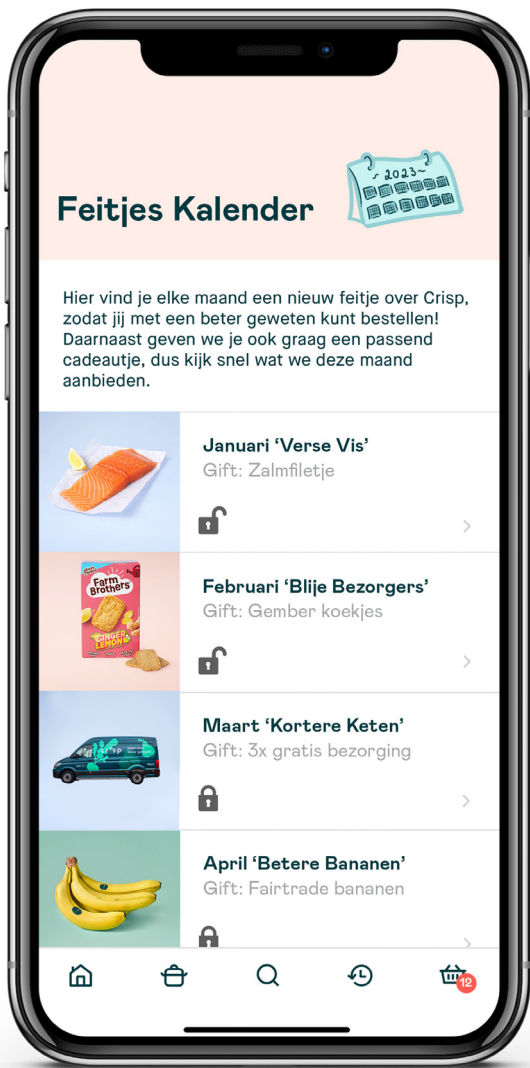 ~ 2023~
Feitjes Kalender
Hier vind je elke maand een nieuw feitje over Crisp,
zodat jij met een beter geweten kunt bestellen!
Daarnaast geven we je ook graag een passend
cadeautje, dus kijk snel wat we deze maand
aanbieden.
Januari ‘Verse Vis’
Gift: Zalmfiletje
Farm
Brothers
GINGER
LEMON
Februari ‘Blije Bezorgers’
Gift: Gember koekjes
Maart ‘Kortere Keten’
Gift: 3x gratis bezorging
April ‘Betere Bananen’
Gift: Fairtrade bananen
12